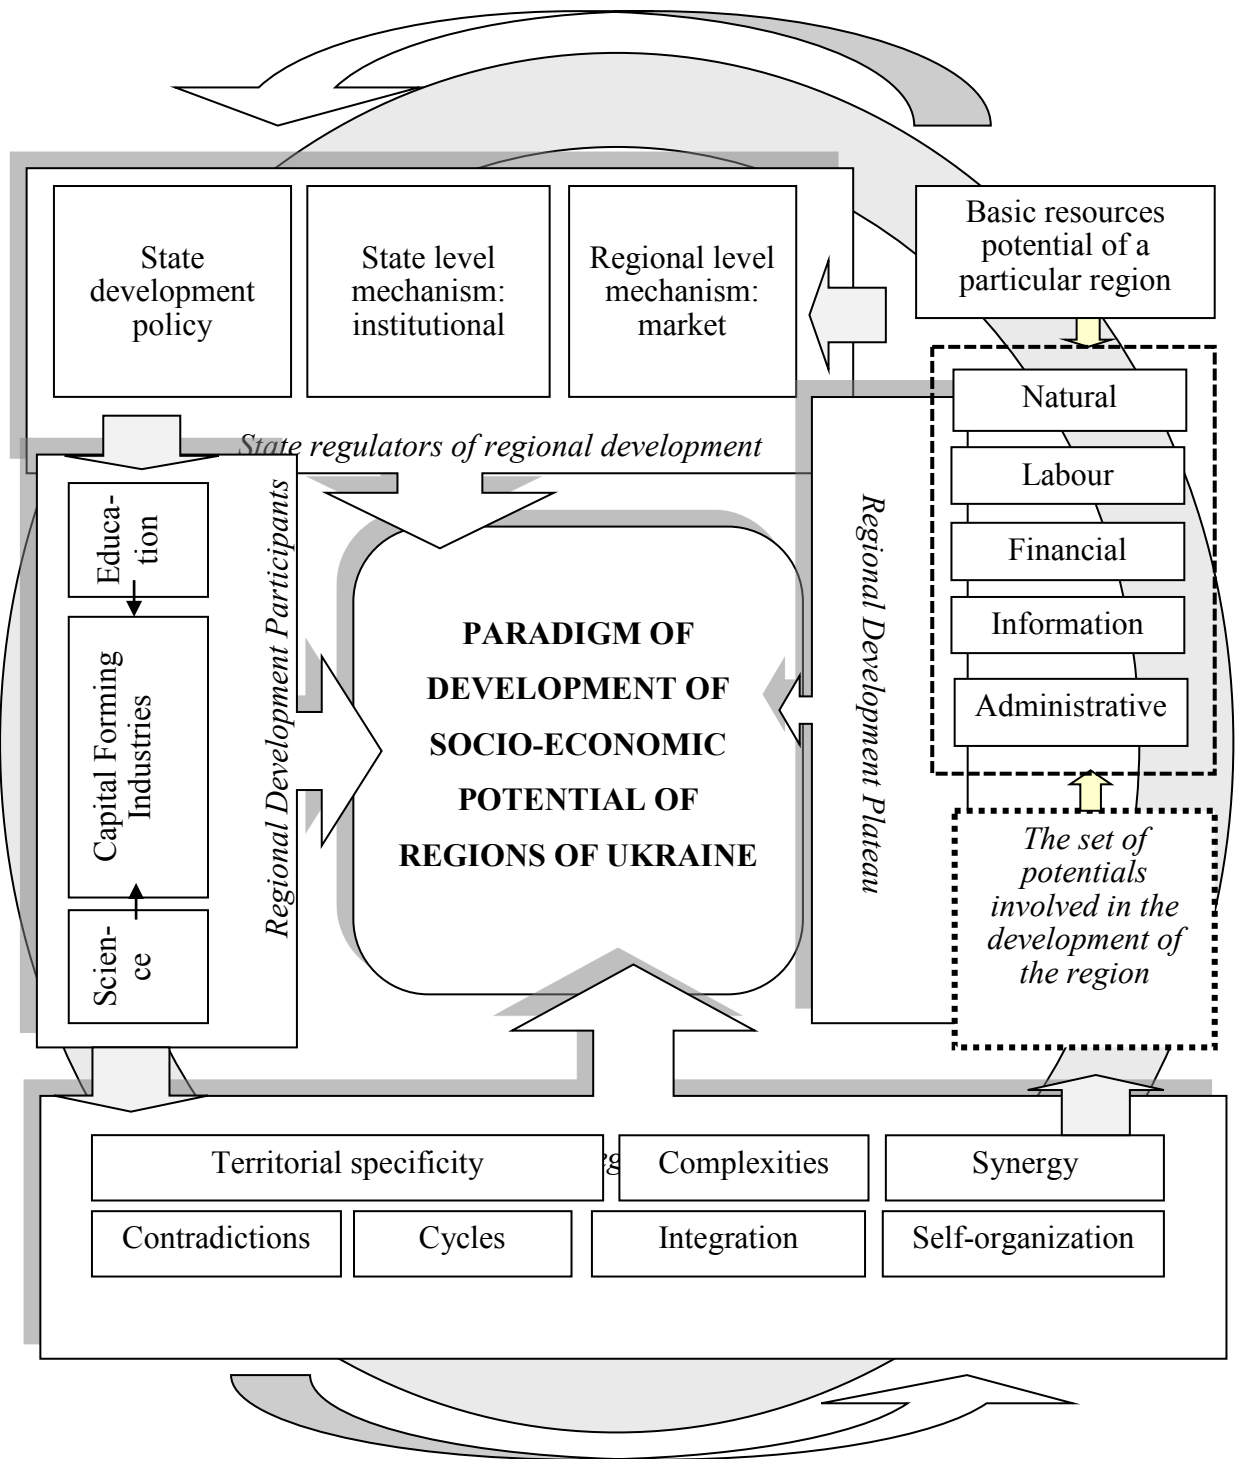 State
development
policy
State level
mechanism:
institutional
Regional level
mechanism:
market
State regulators of regional development
Basic resources
potential of a
particular region
Natural
Labour
Financial
Information
Administrative
The set of
potentials
involved in the
development of
the region
Regional Development Plateau
Regional Development Participants
Educa-
tion
Capital Forming
Industries
Scien-
ce
PARADIGM OF
DEVELOPMENT OF
SOCIO-ECONOMIC
POTENTIAL OF
REGIONS OF UKRAINE
Territorial specificity
Complexities
Synergy
Contradictions
Cycles
Integration
Self-organization